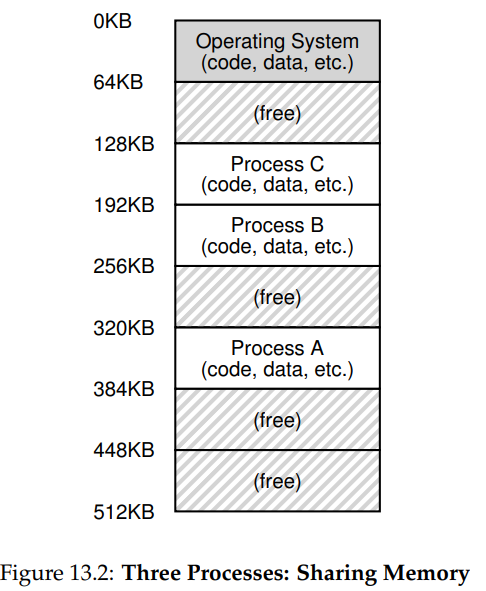 0KB
Operating System
(code, data, etc.)
64KB
(free)
128KB
Process C
(code, data, etc.)
192KB
Process B
(code, data, etc.)
256KB
(free)
320KB
Process A
(code, data, etc.)
384KB
(free)
448KB
(free)
512KB
Figure 13.2: Three Processes: Sharing Memory